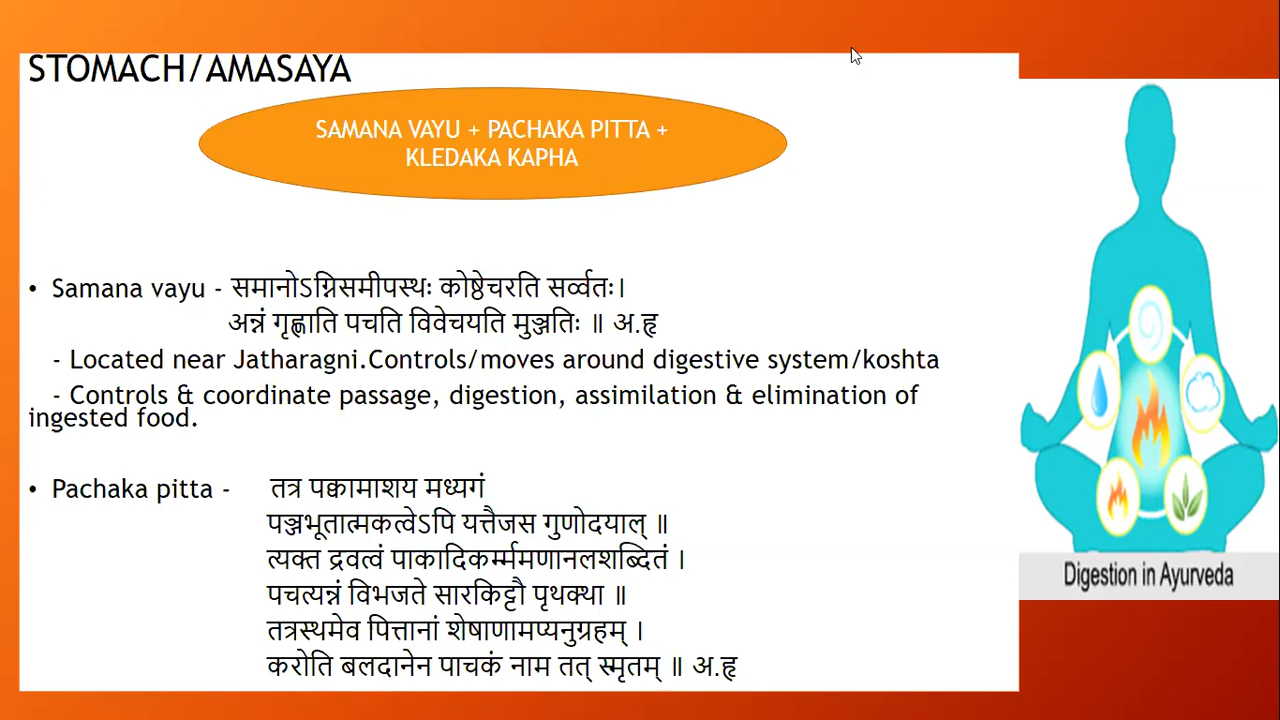 STOMACH/AMASAYA
SAMANA VAYU + PACHAKA PITTA +
KLEDAKA KAPHA
• Samana vayu - समानोऽग्निसमीपस्थः कोष्ठेचरति सर्व्वतः।
अन्नं गृह्णाति पचति विवेचयति मुञ्जतिः ॥ अ.हृ
- Located near Jatharagni.Controls/moves around digestive system/koshta
- Controls & coordinate passage, digestion, assimilation & elimination of
ingested food.
• Pachaka pitta - तत्र पक्वामाशय मध्यगं
पञ्जभूतात्मकत्वेऽपि यत्तैजस गुणोदयाल् ॥
त्यक्त द्रवत्वं पाकादिकर्म्ममणानलशब्दितं ।
पचत्यन्नं विभजते सारकिट्टौ पृथक्था ॥
तत्रस्थमेव पित्तानां शेषाणामप्यनुग्रहम् ।
करोति बलदानेन पाचकं नाम तत् स्मृतम् ॥ अ.हृ
Digestion in Ayurveda